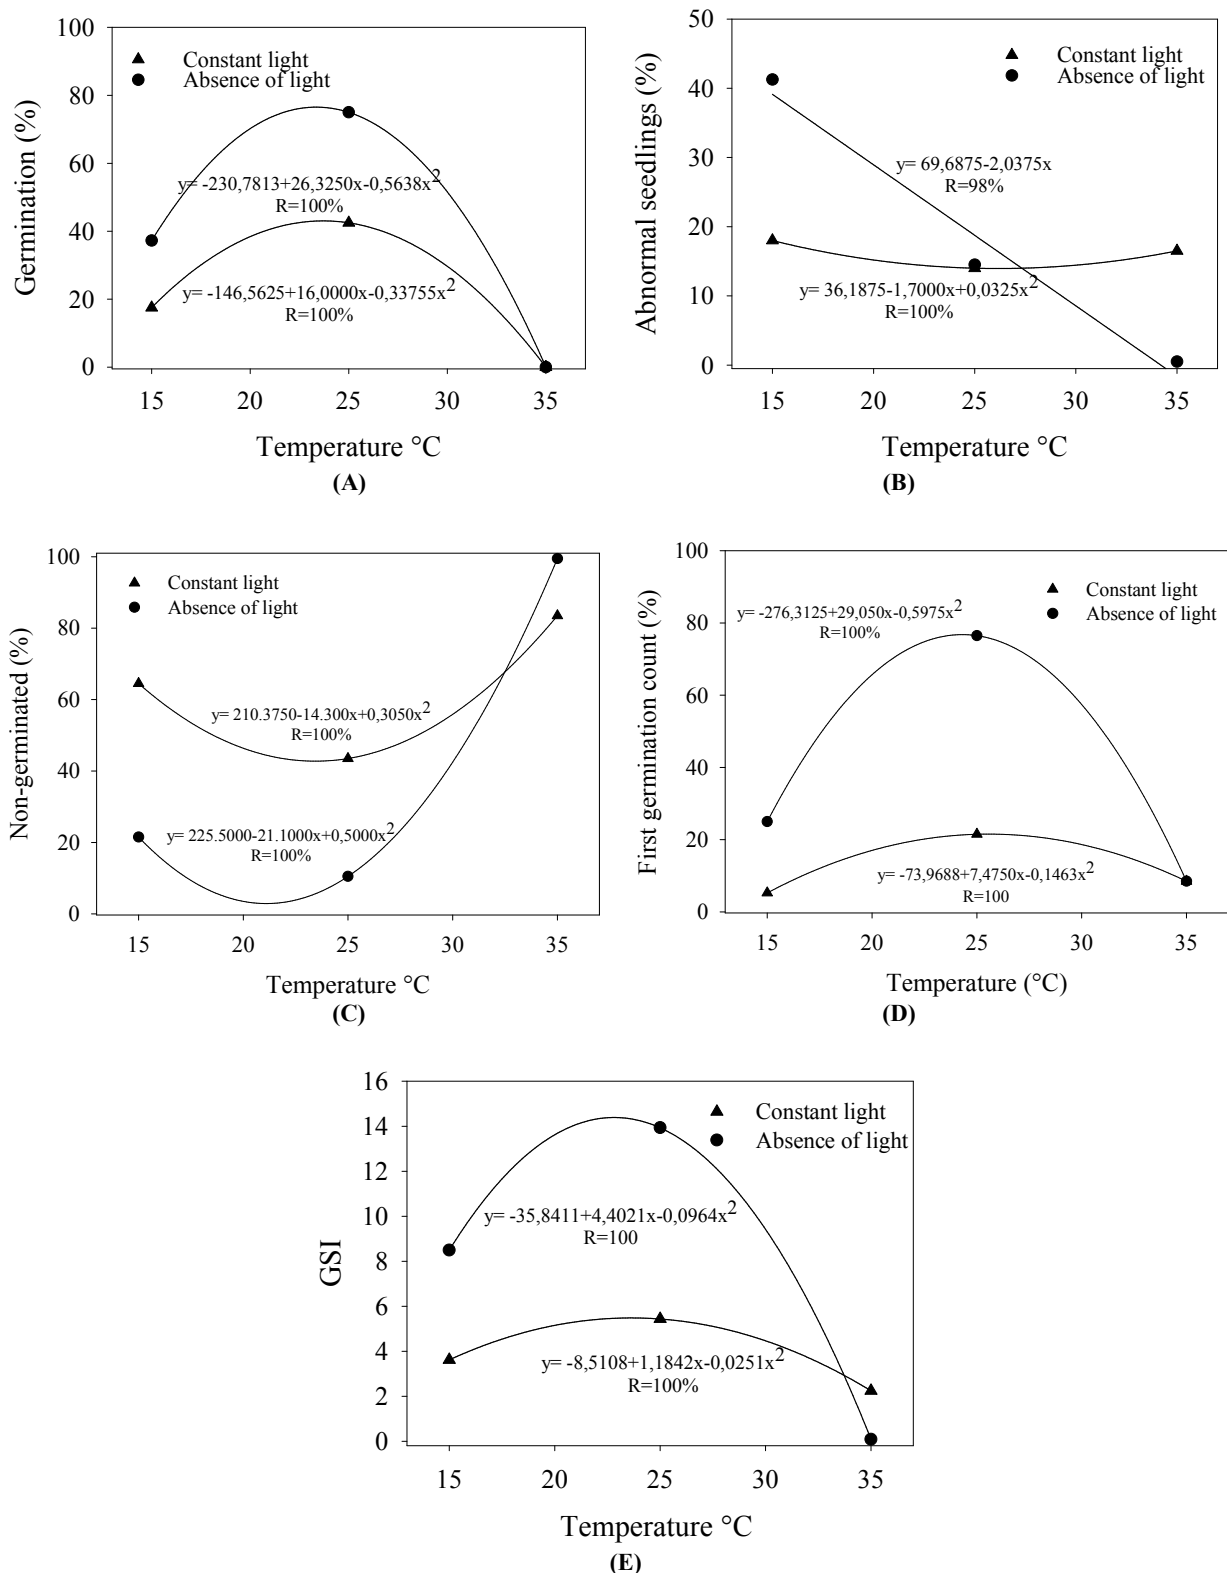 100
80
60
40
20
0
Germination (%)
Constant light
Absence of light
y= -230,7813+26,3250x-0,5638x2
R=100%
y= -146,5625+16,0000x-0,33755x2
R=100%
15 20 25 30 35
Temperature °C
(A)
50
40
30
20
10
0
Abnormal seedlings (%)
Constant light
Absence of light
y= 69,6875-2,0375x
R=98%
y= 36,1875-1,7000x+0,0325x2
R=100%
15 20 25 30 35
Temperature °C
(B)
100
80
60
40
20
0
Non-germinated (%)
Constant light
Absence of light
y= 210.3750-14.300x+0,3050x2
R=100%
y= 225.5000-21.1000x+0,5000x2
R=100%
15 20 25 30 35
Temperature °C
(C)
100
80
60
40
20
0
First germination count (%)
Constant light
Absence of light
y= -276,3125+29,050x-0.5975x2
R=100%
y= -73,9688+7,4750x-0,1463x2
R=100
15 20 25 30 35
Temperature (°C)
(D)
16
14
12
10
8
6
4
2
0
GSI
Constant light
Absence of light
y= -35,8411+4,4021x-0,0964x2
R=100
y= -8,5108+1,1842x-0,0251x2
R=100%
15 20 25 30 35
Temperature °C
(E)